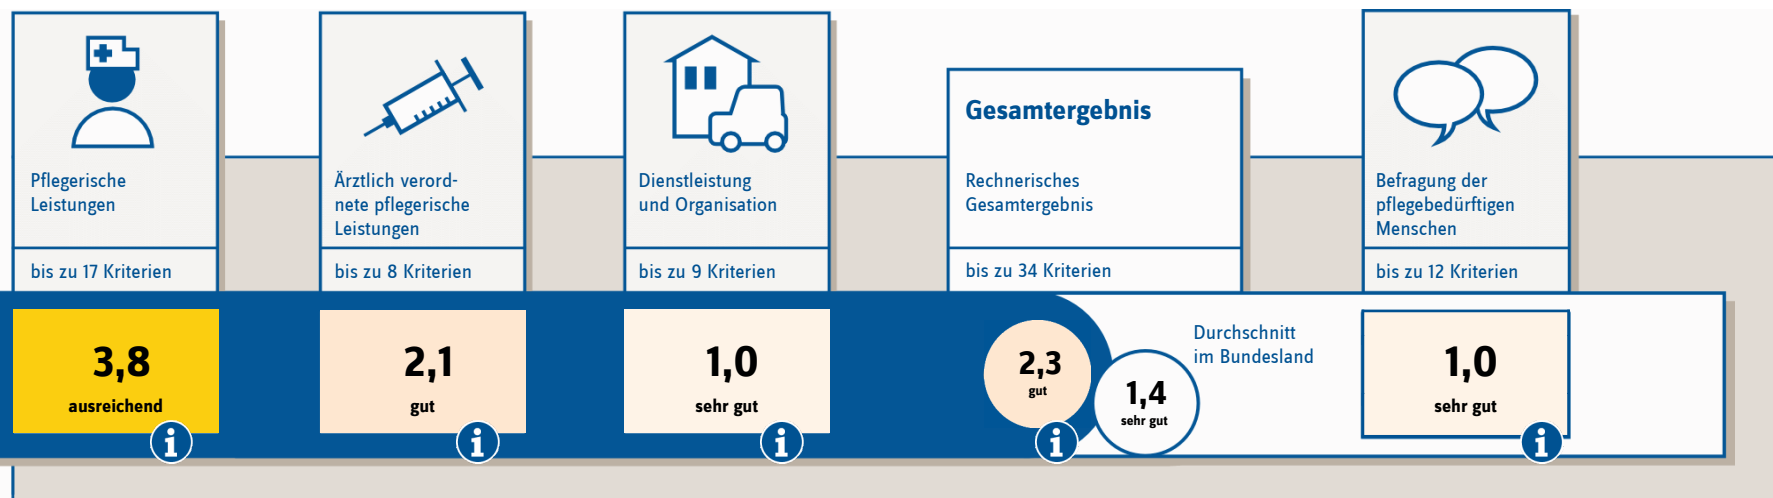 Pflegerische
Leistungen
bis zu 17 Kriterien
3,8
ausreichend
i
Ärztlich verord-
nete pflegerische
Leistungen
bis zu 8 Kriterien
2,1
gut
i
Dienstleistung
und Organisation
bis zu 9 Kriterien
1,0
sehr gut
i
Gesamtergebnis
Rechnerisches
Gesamtergebnis
bis zu 34 Kriterien
2,3
gut
i
1,4
sehr gut
Durchschnitt
im Bundesland
Befragung der
pflegebedürftigen
Menschen
bis zu 12 Kriterien
1,0
sehr gut
i